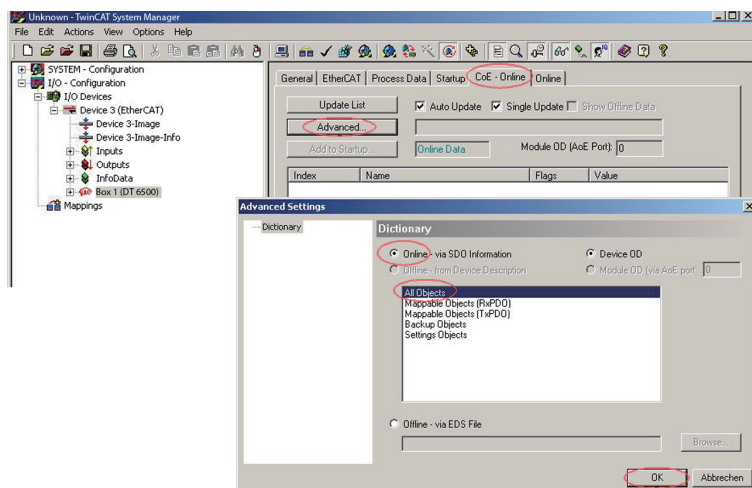 Unknown - TwinCAT System Manager
File Edit Actions View Options Help
SYSTEM - Configuration
I/O - Configuration
I/O Devices
Device 3 (EtherCAT)
Device 3-Image
Device 3-Image-Info
Inputs
Outputs
InfoData
Box 1 (DT 6500)
Mappings
General EtherCAT Process Data Startup CoE - Online Online
Update List Auto Update Single Update Show Offline Data
Advanced...
Add to Startup... Online Data Module OD (AoE Port): 0
Index Name Flags Value
Advanced Settings
Dictionary
Dictionary
Online - via SDO Information Device OD
Offline - from Device Description Module OD (via AoE port 0
All Objects
Mappable Objects (RxPDO)
Mappable Objects (TxPDO)
Backup Objects
Settings Objects
Offline - via EDS File
Browse...
OK Abbrechen